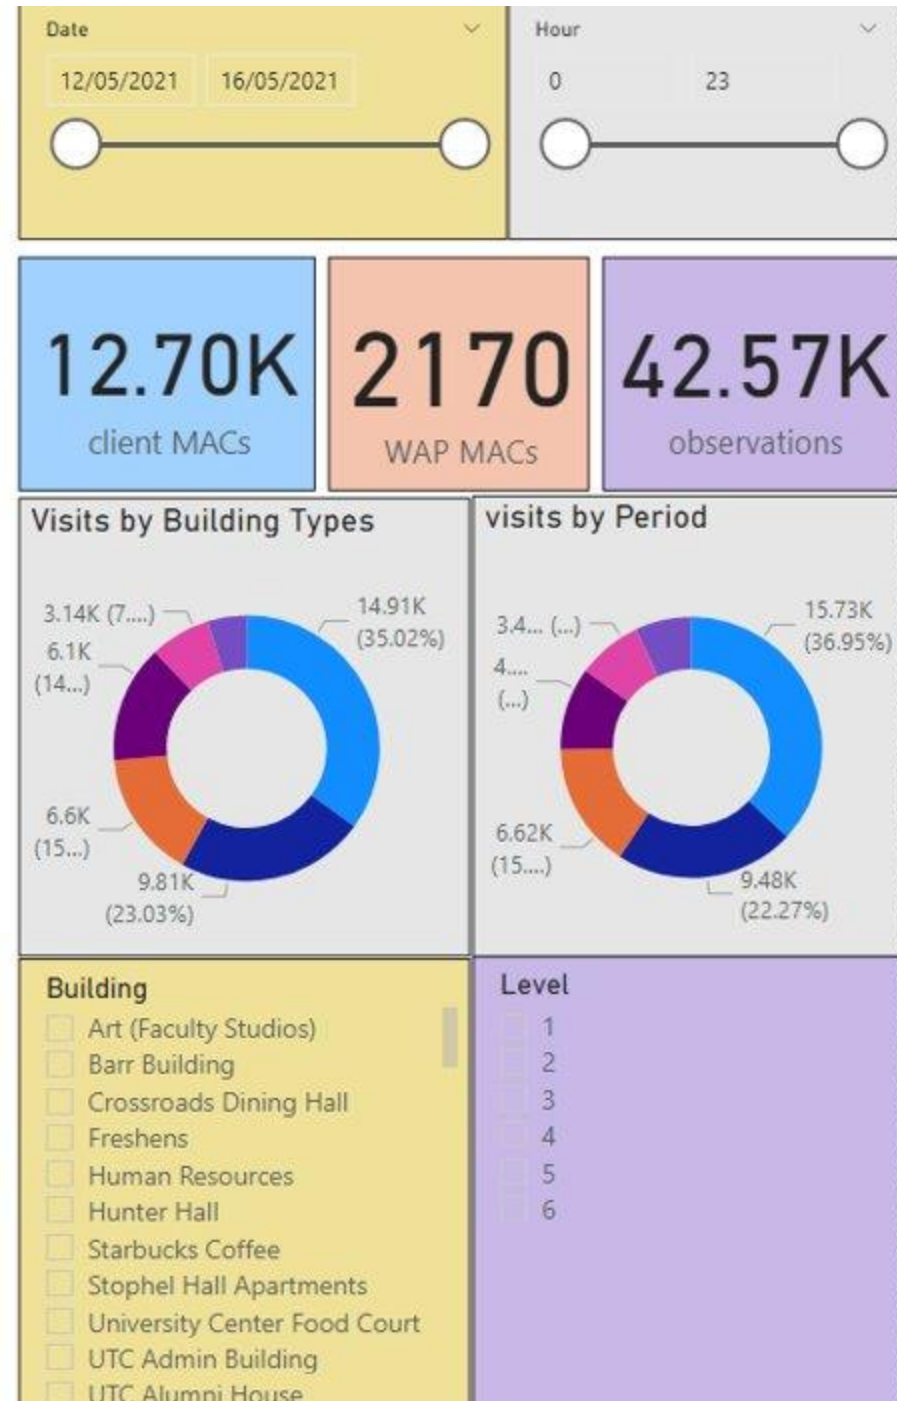 Date
Hour
12/05/2021 16/05/2021
0 23
12.70K
client MACs
2170
WAP MACs
42.57K
observations
Visits by Building Types
3.14K (7....)
14.91K
(35.02%)
6.1K
(14...)
6.6K
(15...)
9.81K
(23.03%)
visits by Period
3.4... (...)
15.73K
(36.95%)
4....
(...)
6.62K
(15....)
9.48K
(22.27%)
Building
Art (Faculty Studios)
Barr Building
Crossroads Dining Hall
Freshens
Human Resources
Hunter Hall
Starbucks Coffee
Stophel Hall Apartments
University Center Food Court
UTC Admin Building
UTC Alumni House
Level
1
2
3
4
5
6